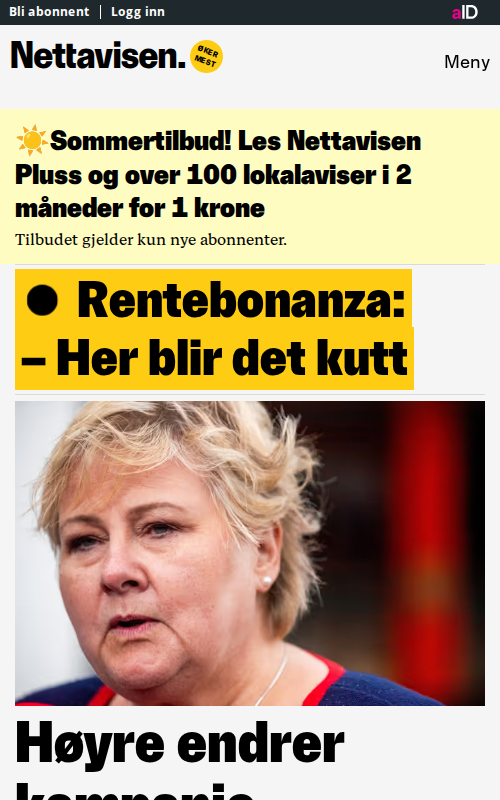 Bli abonnent | Logg inn
aID
Nettavisen.
ØKER
MEST
Meny
☀️Sommertilbud! Les Nettavisen
Pluss og over 100 lokalaviser i 2
måneder for 1 krone
Tilbudet gjelder kun nye abonnenter.
● Rentebonanza:
– Her blir det kutt
Høyre endrer